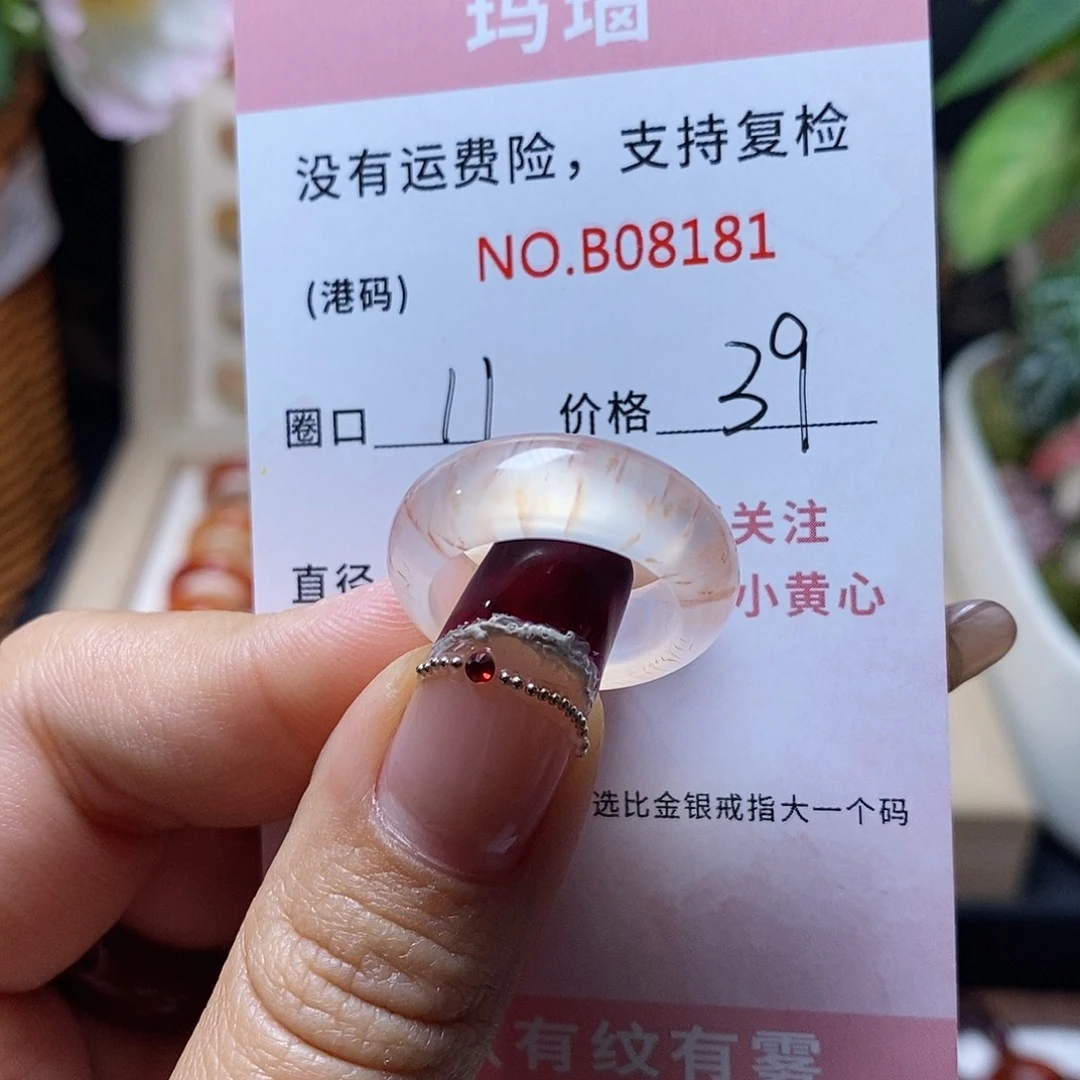 玛瑙
没有运费险，支持复检
NO.B08181
(港码)
圈口 11 价格 39
直径 关注
小黄心
选比金银戒指大一个码
有纹有雾